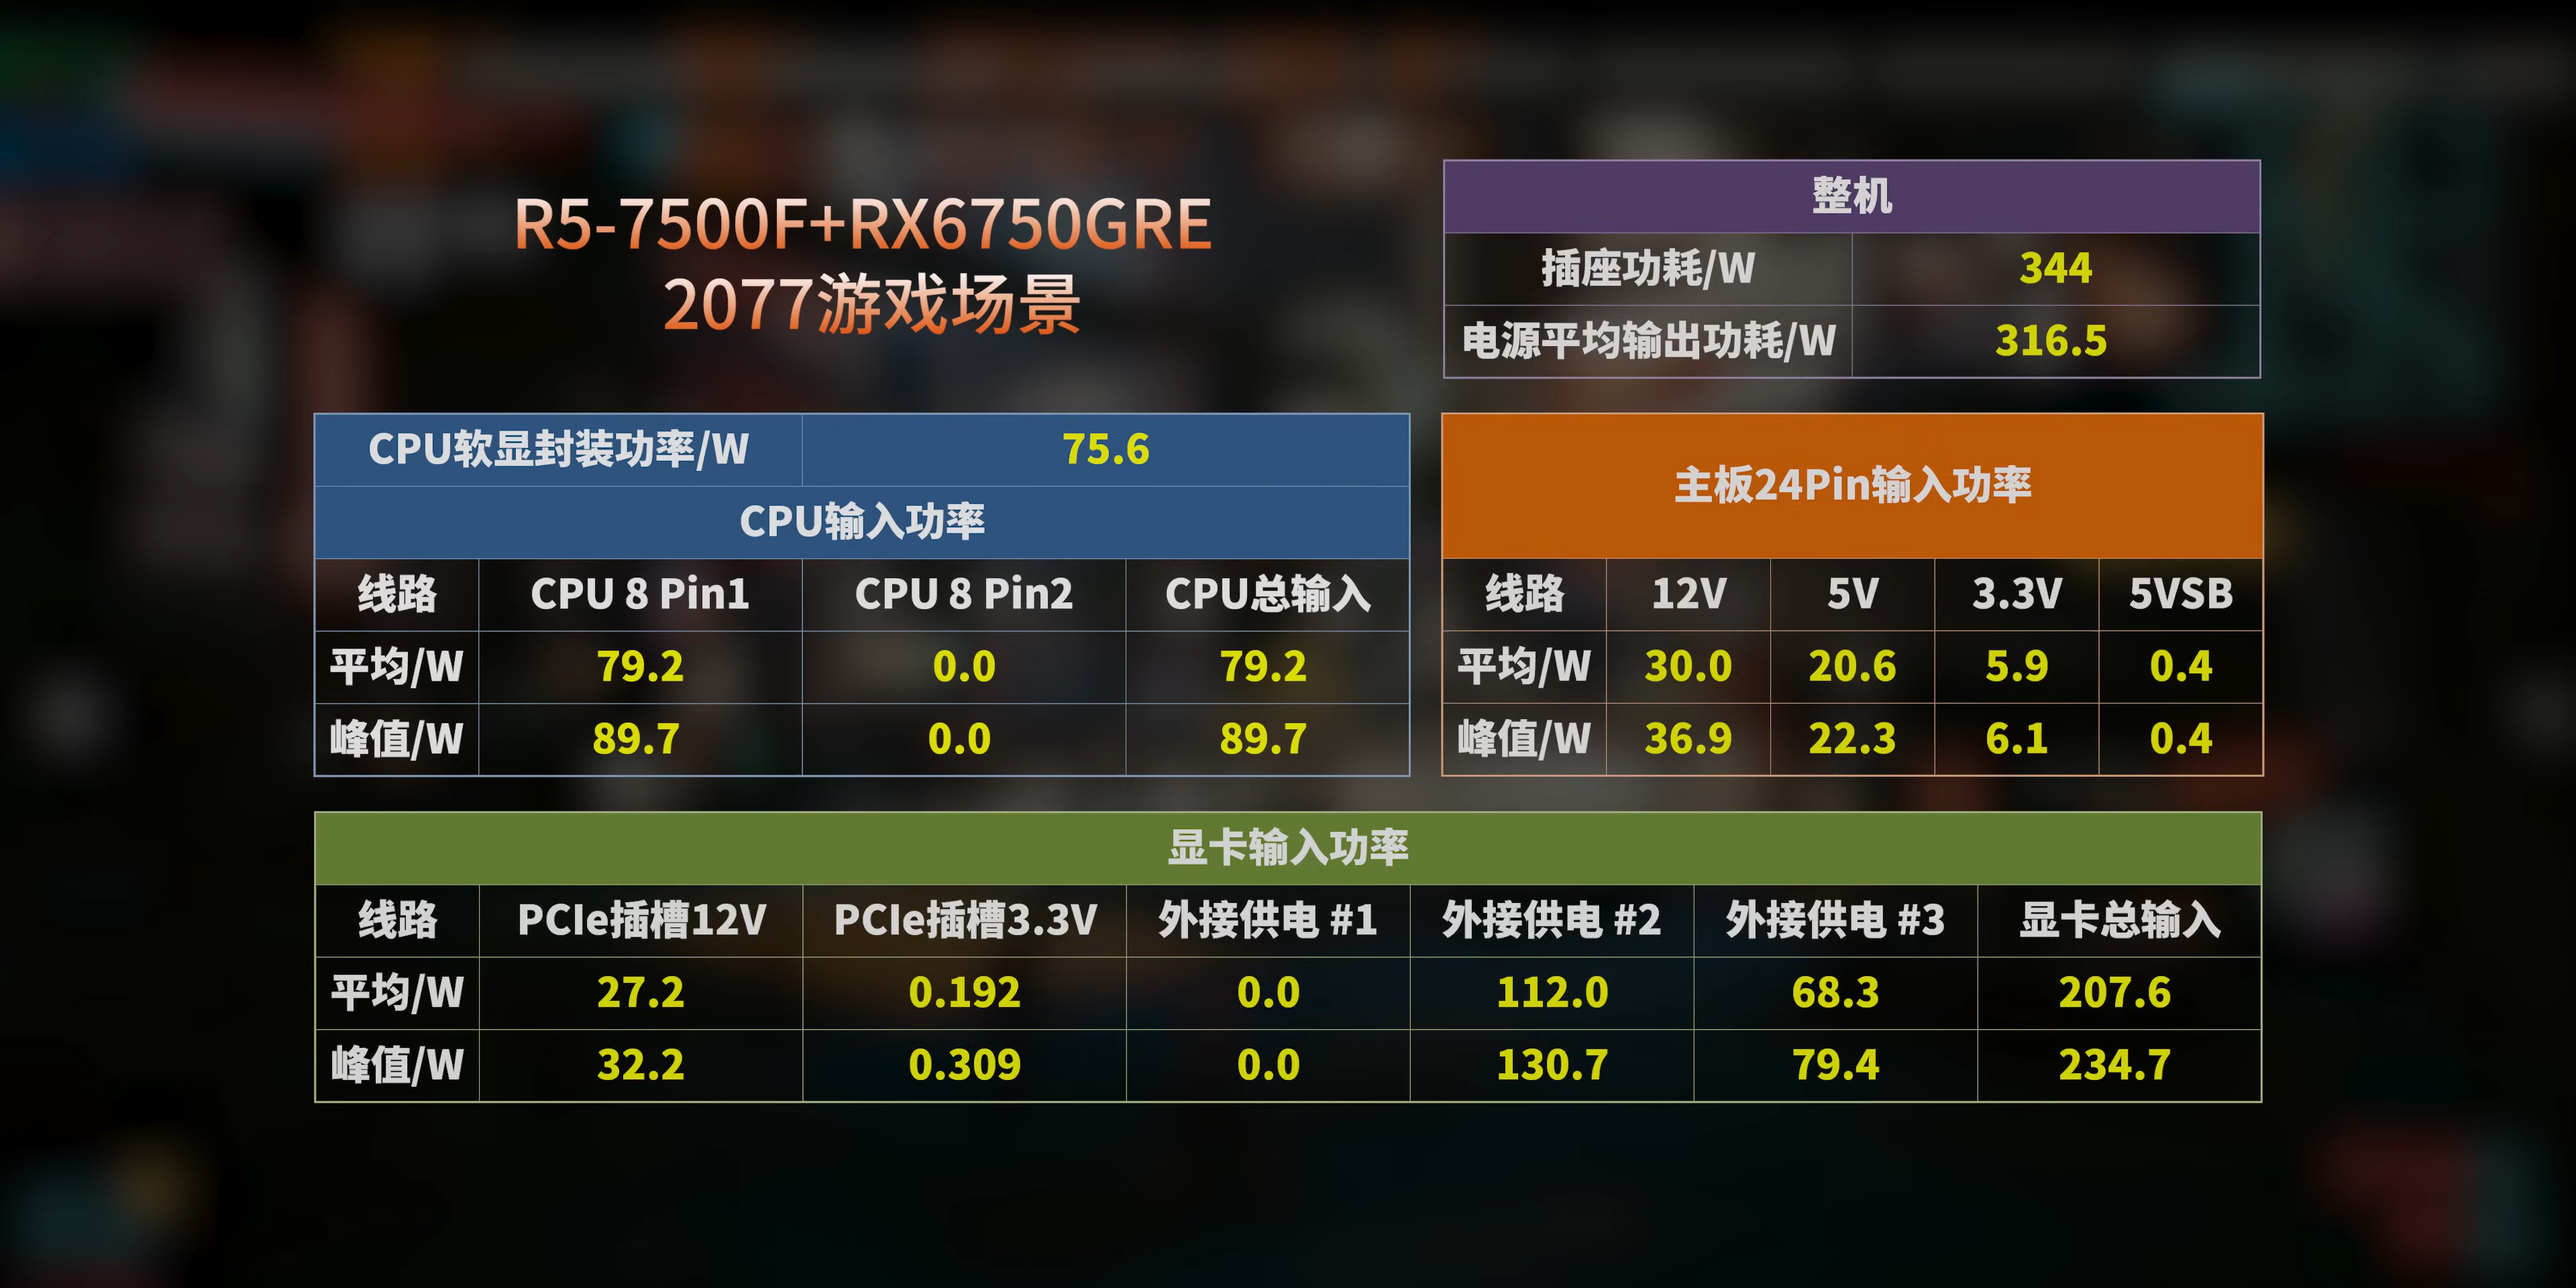 R5-7500F+RX6750GRE
2077游戏场景
整机
插座功耗/W 344
电源平均输出功耗/W 316.5
CPU软显封装功率/W 75.6
CPU输入功率
线路 CPU 8 Pin1 CPU 8 Pin2 CPU总输入
平均/W 79.2 0.0 79.2
峰值/W 89.7 0.0 89.7
主板24Pin输入功率
线路 12V 5V 3.3V 5VSB
平均/W 30.0 20.6 5.9 0.4
峰值/W 36.9 22.3 6.1 0.4
显卡输入功率
线路 PCIe插槽12V PCIe插槽3.3V 外接供电 #1 外接供电 #2 外接供电 #3 显卡总输入
平均/W 27.2 0.192 0.0 112.0 68.3 207.6
峰值/W 32.2 0.309 0.0 130.7 79.4 234.7